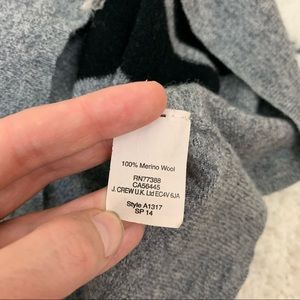 100% Merino Wool
RN77388
CA56445
J. CREW U.K. Ltd EC4V 6JA
Style A1317
SP 14